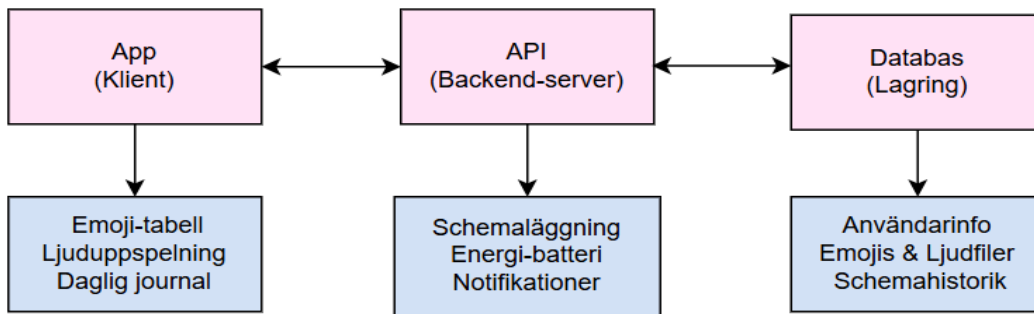 App
(Klient)
API
(Backend-server)
Databas
(Lagring)
Emoji-tabell
Ljuduppspelning
Daglig journal
Schemaläggning
Energi-batteri
Notifikationer
Användarinfo
Emojis & Ljudfiler
Schemahistorik